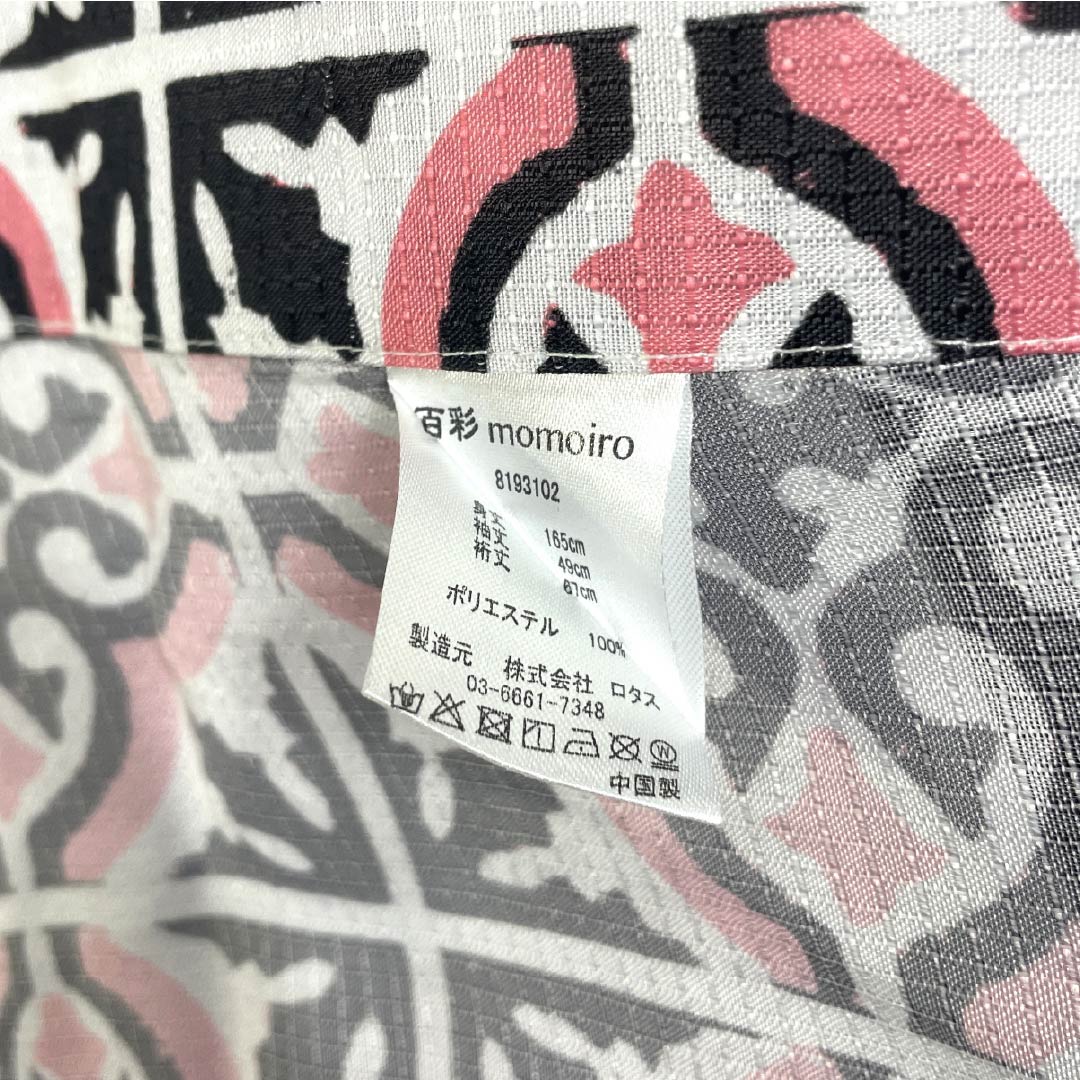 百彩 momoiro
8193102
身丈 165cm
袖丈 49cm
裄丈 67cm
ポリエステル 100%
製造元 株式会社 ロタス
03-6661-7348
W
中国製